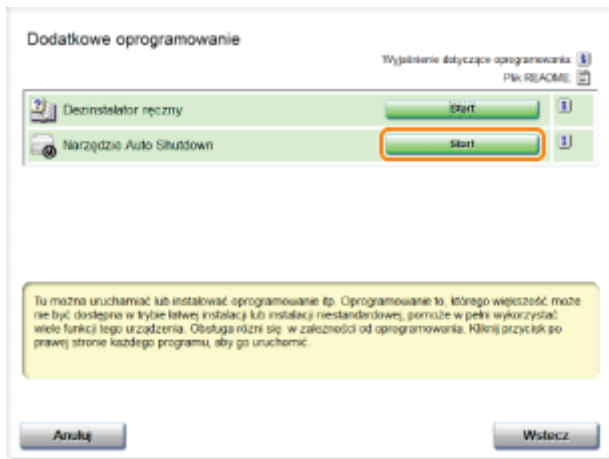 Dodatkowe oprogramowanie
Wyjaśnienie dotyczące oprogramowania:
Plik README:
Dezinstalator ręczny
Start
Narzędzie Auto Shutdown
Start
Tu można uruchamiać lub instalować oprogramowanie itp. Oprogramowanie to, którego większość może
nie być dostępna w trybie łatwej instalacji lub instalacji niestandardowej, pomoże w pełni wykorzystać
wiele funkcji tego urządzenia. Obsługa różni się w zależności od oprogramowania. Kliknij przycisk po
prawej stronie każdego programu, aby go uruchomić.
Anuluj
Wstecz